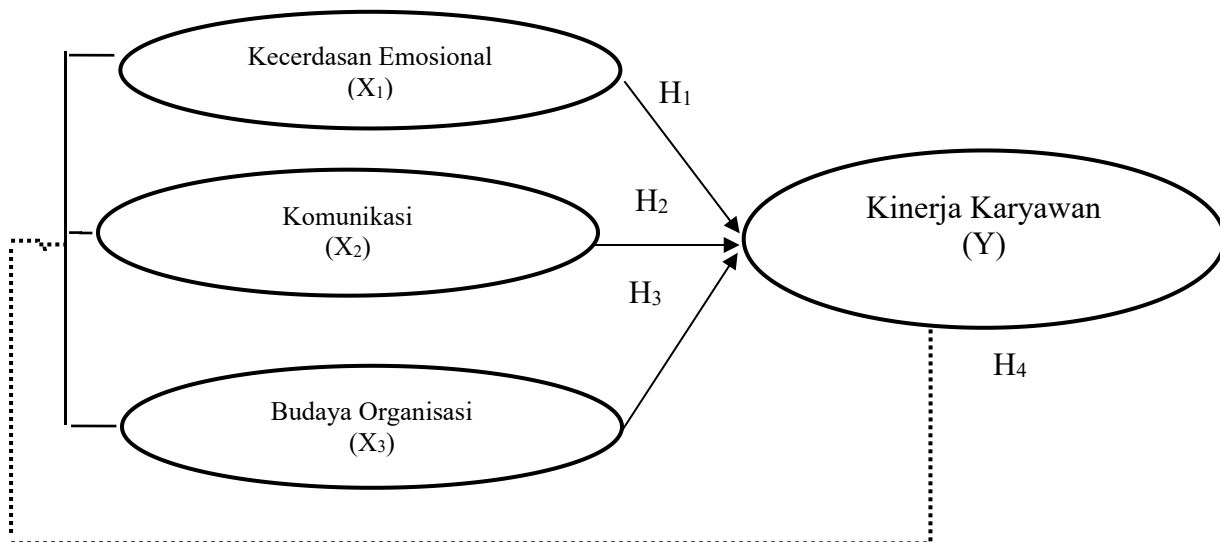 Kecerdasan Emosional
(X₁)
H₁
Komunikasi
(X₂)
H₂
Kinerja Karyawan
(Y)
H₃
Budaya Organisasi
(X₃)
H₄